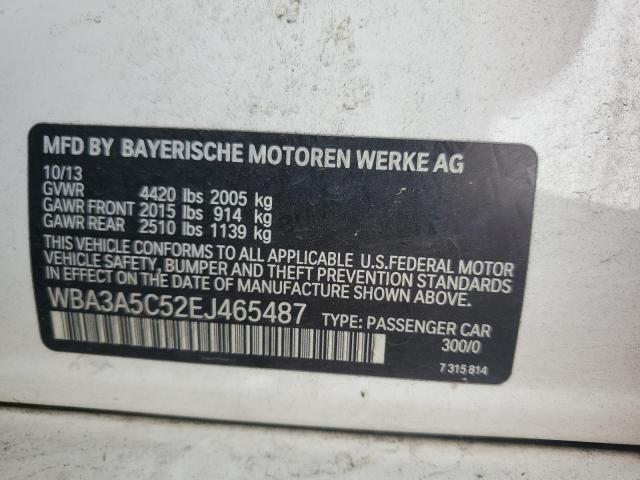 MFD BY BAYERISCHE MOTOREN WERKE AG
10/13
GVWR 4420 lbs 2005 kg
GAWR FRONT 2015 lbs 914 kg
GAWR REAR 2510 lbs 1139 kg
THIS VEHICLE CONFORMS TO ALL APPLICABLE U.S.FEDERAL MOTOR
VEHICLE SAFETY, BUMPER AND THEFT PREVENTION STANDARDS
IN EFFECT ON THE DATE OF MANUFACTURE SHOWN ABOVE.
WBA3A5C52EJ465487 TYPE: PASSENGER CAR
300/0
7 315 814